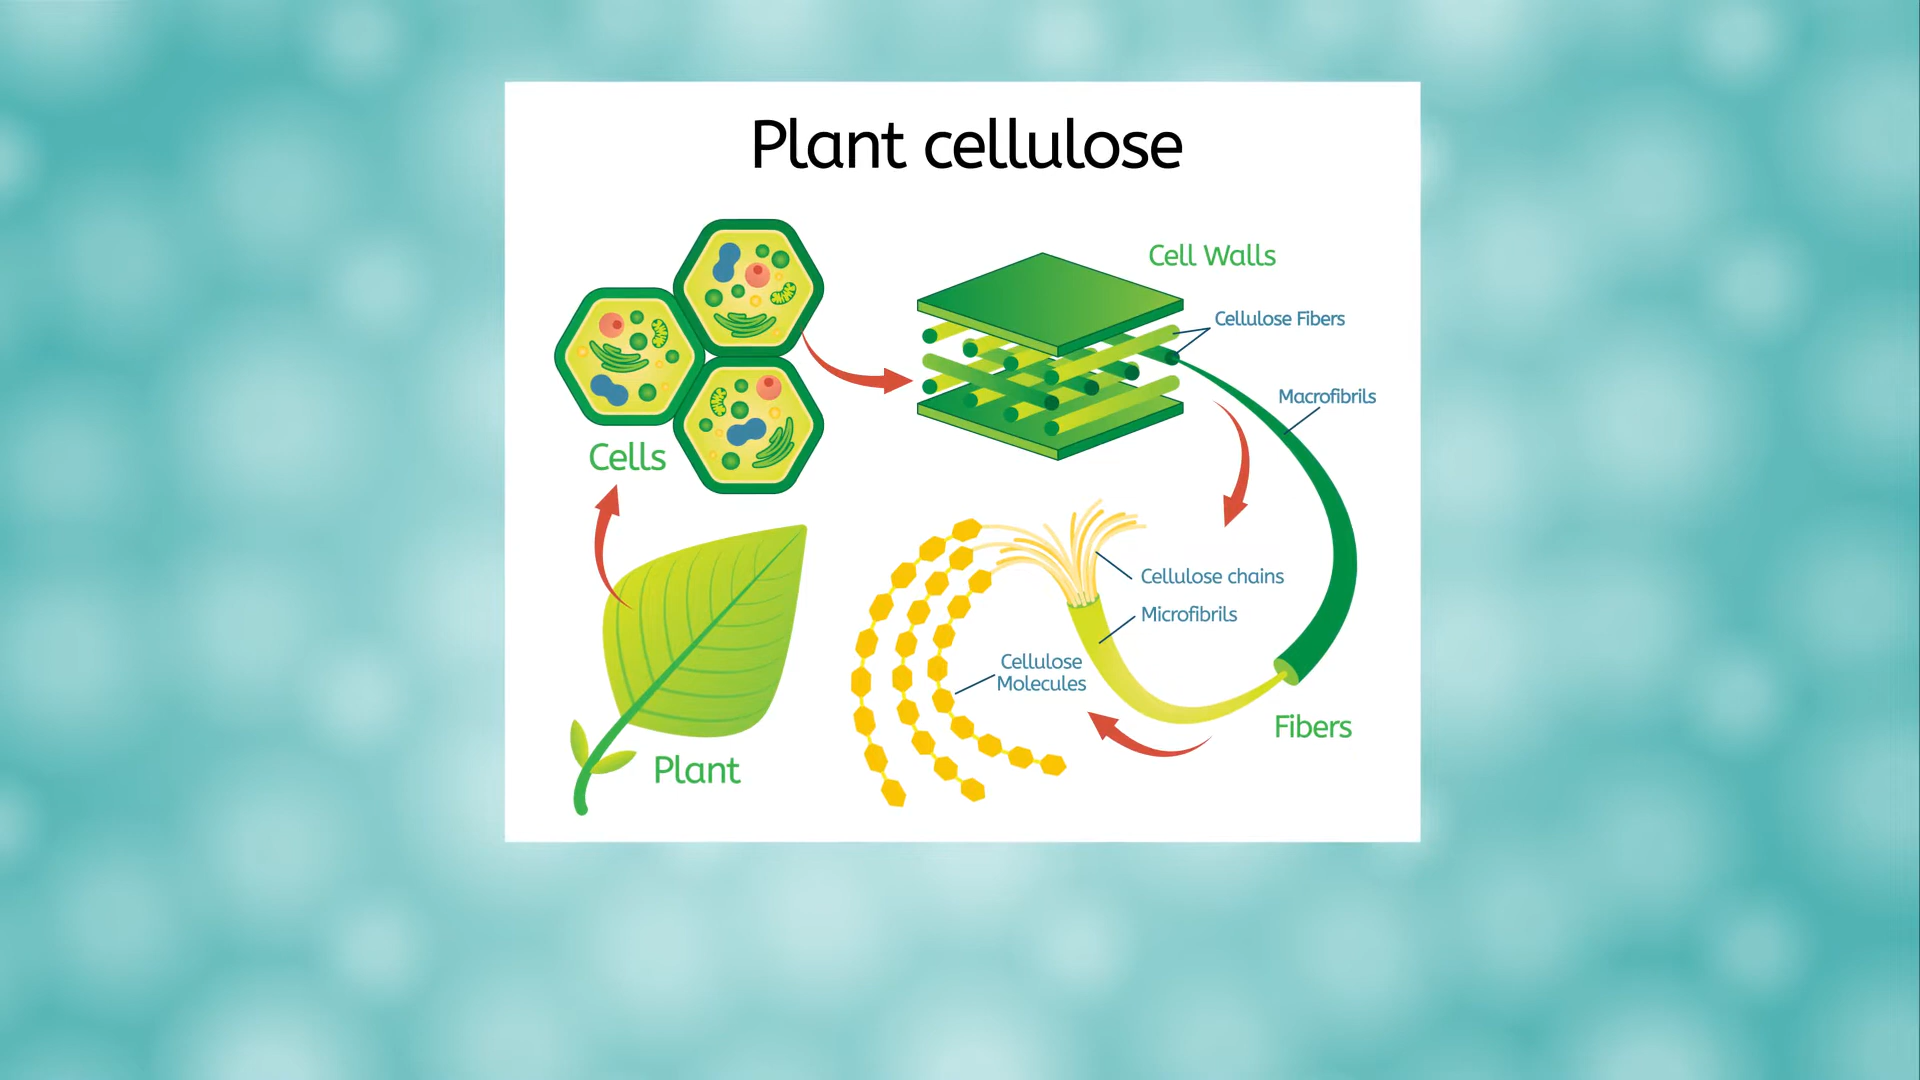 Plant cellulose
Cell Walls
Cellulose Fibers
Macrofibrils
Cells
Cellulose chains
Microfibrils
Cellulose
Molecules
Fibers
Plant